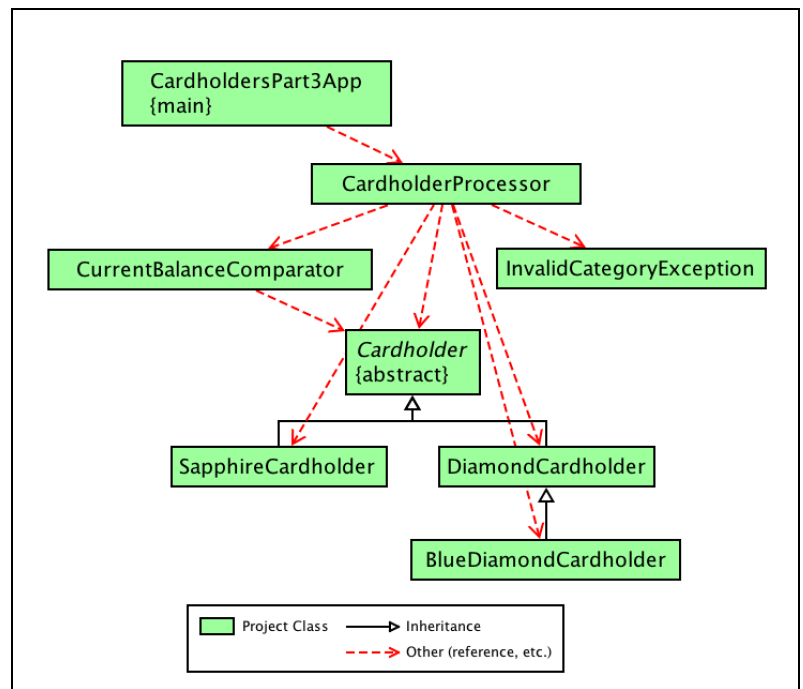 CardholdersPart3App
{main}
CardholderProcessor
CurrentBalanceComparator
InvalidCategoryException
Cardholder
{abstract}
SapphireCardholder
DiamondCardholder
BlueDiamondCardholder
Project Class
Inheritance
Other (reference, etc.)